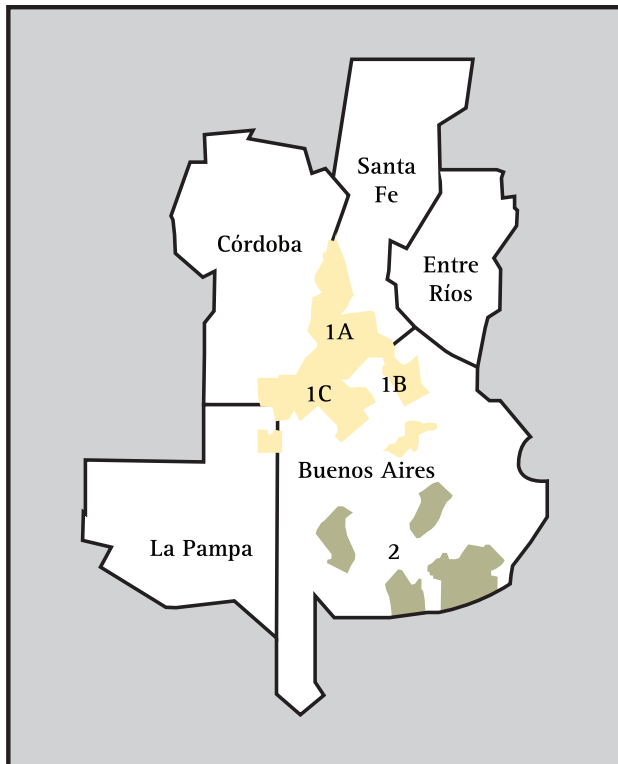 Santa
Fe
Córdoba
Entre
Ríos
1A
1B
1C
Buenos Aires
La Pampa
2